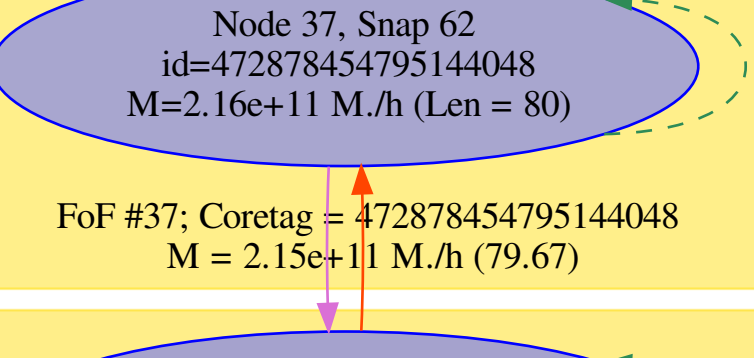 Node 37, Snap 62
id=472878454795144048
M=2.16e+11 M./h (Len = 80)
FoF #37; Coretag = 472878454795144048
M = 2.15e+11 M./h (79.67)